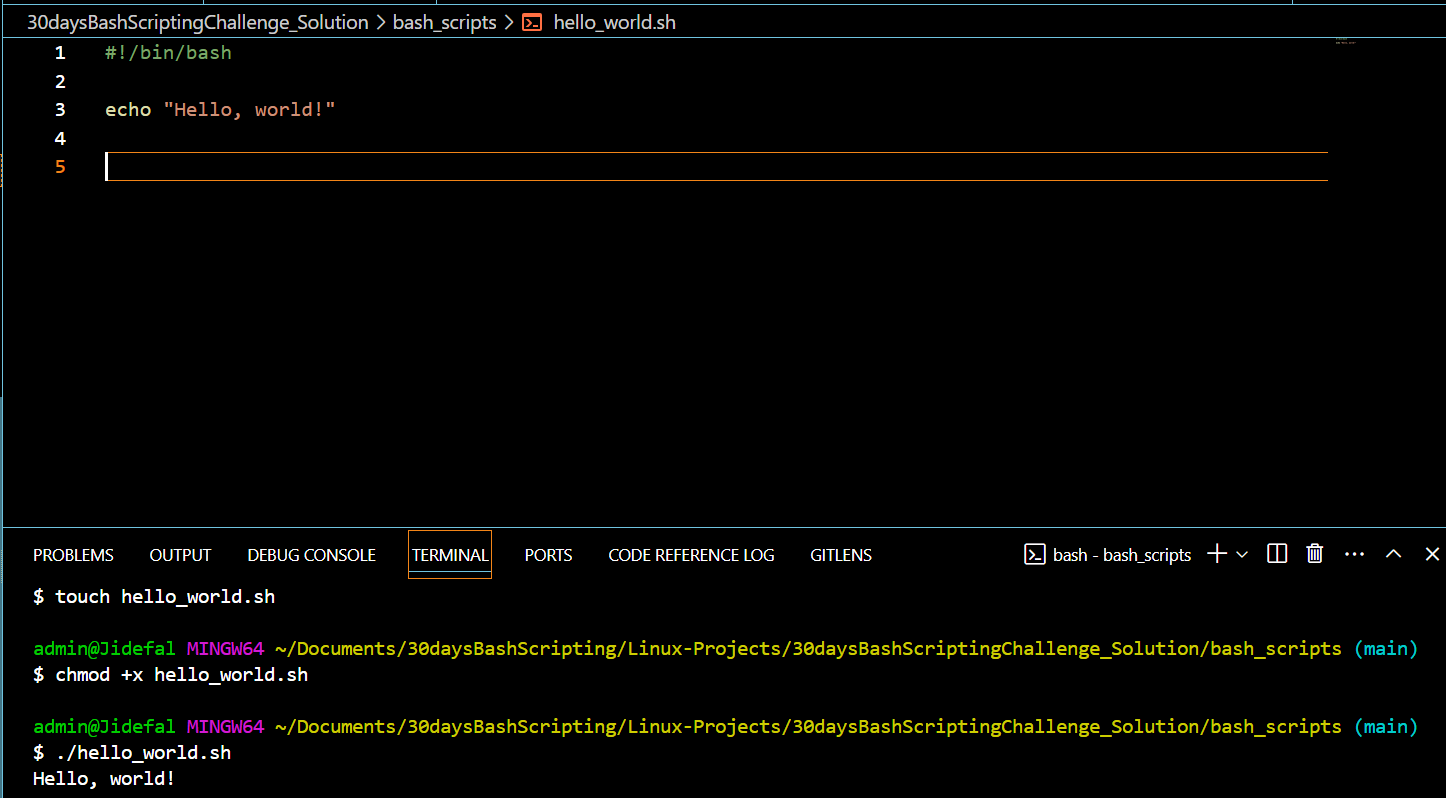 30daysBashScriptingChallenge_Solution > bash_scripts > hello_world.sh
1 #!/bin/bash
2
3 echo "Hello, world!"
4
5
PROBLEMS OUTPUT DEBUG CONSOLE TERMINAL PORTS CODE REFERENCE LOG GITLENS bash - bash_scripts
$ touch hello_world.sh
admin@Jidefal MINGW64 ~/Documents/30daysBashScripting/Linux-Projects/30daysBashScriptingChallenge_Solution/bash_scripts (main)
$ chmod +x hello_world.sh
admin@Jidefal MINGW64 ~/Documents/30daysBashScripting/Linux-Projects/30daysBashScriptingChallenge_Solution/bash_scripts (main)
$ ./hello_world.sh
Hello, world!